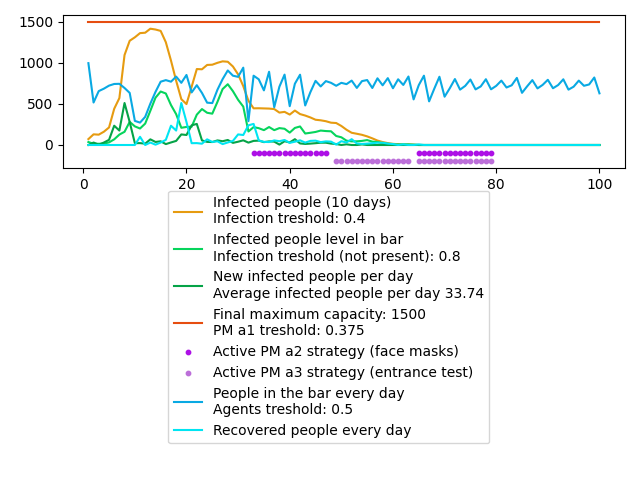 1500
1000
500
0
0 20 40 60 80 100
Infected people (10 days)
Infection treshold: 0.4
Infected people level in bar
Infection treshold (not present): 0.8
New infected people per day
Average infected people per day 33.74
Final maximum capacity: 1500
PM a1 treshold: 0.375
Active PM a2 strategy (face masks)
Active PM a3 strategy (entrance test)
People in the bar every day
Agents treshold: 0.5
Recovered people every day